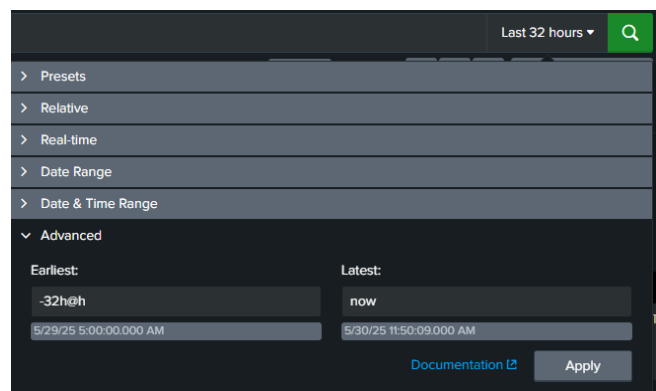 Last 32 hours
Presets
Relative
Real-time
Date Range
Date & Time Range
Advanced
Earliest: Latest:
-32h@h now
5/29/25 5:00:00.000 AM 5/30/25 11:50:09.000 AM
Documentation Apply